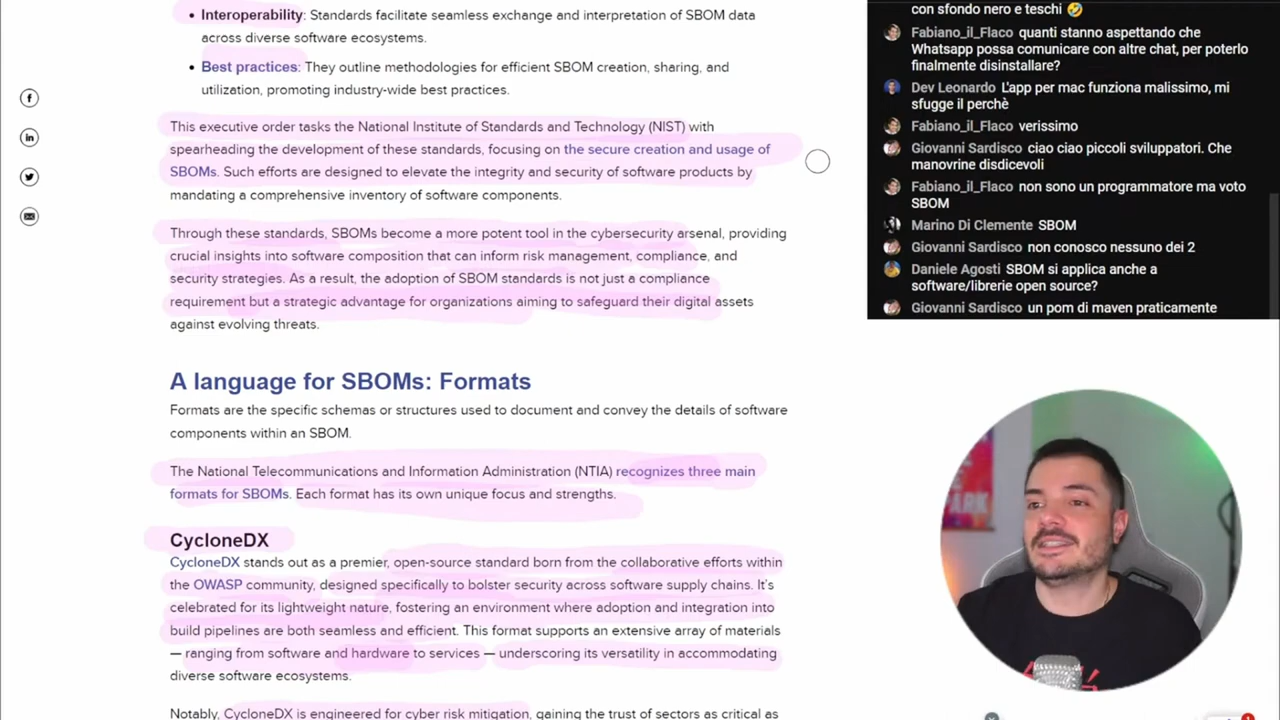 • Interoperability: Standards facilitate seamless exchange and interpretation of SBOM data
across diverse software ecosystems.
• Best practices: They outline methodologies for efficient SBOM creation, sharing, and
utilization, promoting industry-wide best practices.
This executive order tasks the National Institute of Standards and Technology (NIST) with
spearheading the development of these standards, focusing on the secure creation and usage of
SBOMs. Such efforts are designed to elevate the integrity and security of software products by
mandating a comprehensive inventory of software components.
Through these standards, SBOMs become a more potent tool in the cybersecurity arsenal, providing
crucial insights into software composition that can inform risk management, compliance, and
security strategies. As a result, the adoption of SBOM standards is not just a compliance
requirement but a strategic advantage for organizations aiming to safeguard their digital assets
against evolving threats.
A language for SBOMs: Formats
Formats are the specific schemas or structures used to document and convey the details of software
components within an SBOM.
The National Telecommunications and Information Administration (NTIA) recognizes three main
formats for SBOMs. Each format has its own unique focus and strengths.
CycloneDX
CycloneDX stands out as a premier, open-source standard born from the collaborative efforts within
the OWASP community, designed specifically to bolster security across software supply chains. It's
celebrated for its lightweight nature, fostering an environment where adoption and integration into
build pipelines are both seamless and efficient. This format supports an extensive array of materials
— ranging from software and hardware to services — underscoring its versatility in accommodating
diverse software ecosystems.
Notably, CycloneDX is engineered for cyber risk mitigation, gaining the trust of sectors as critical as
con sfondo nero e teschi 🤣
Fabiano_il_Flaco quanti stanno aspettando che
Whatsapp possa comunicare con altre chat, per poterlo
finalmente disinstallare?
Dev Leonardo L'app per mac funziona malissimo, mi
sfugge il perchè
Fabiano_il_Flaco verissimo
Giovanni Sardisco ciao ciao piccoli sviluppatori. Che
manovrine disdicevoli
Fabiano_il_Flaco non sono un programmatore ma voto
SBOM
Marino Di Clemente SBOM
Giovanni Sardisco non conosco nessuno dei 2
Daniele Agosti SBOM si applica anche a
software/librerie open source?
Giovanni Sardisco un pom di maven praticamente